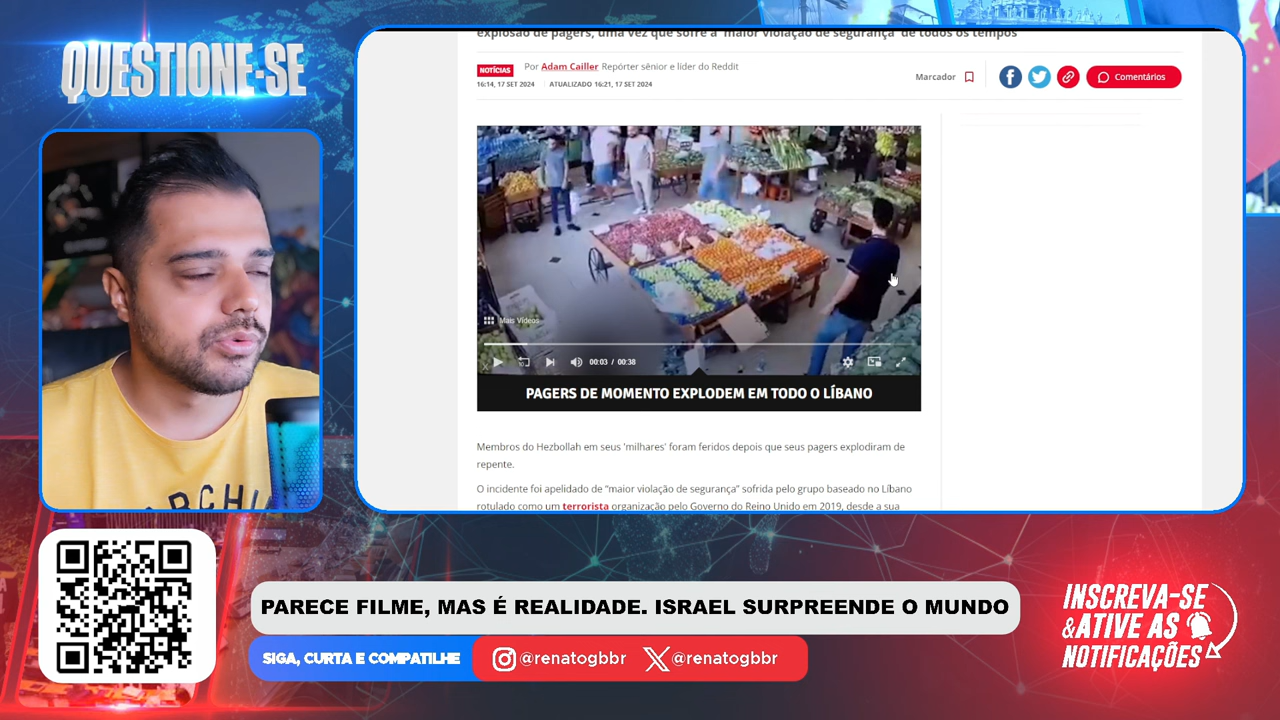 QUESTIONE-SE
explosão de pagers, uma vez que sofre a 'maior violação de segurança' de todos os tempos
NOTÍCIAS
Por Adam Cailler Repórter sênior e líder do Reddit
16:14, 17 SET 2024 ATUALIZADO 16:21, 17 SET 2024
Marcador
Comentários
Mais Vídeos
00:03 / 00:38
PAGERS DE MOMENTO EXPLODEM EM TODO O LÍBANO
Membros do Hezbollah em seus 'milhares' foram feridos depois que seus pagers explodiram de
repente.
O incidente foi apelidado de "maior violação de segurança" sofrida pelo grupo baseado no Líbano
rotulado como um terrorista organização pelo Governo do Reino Unido em 2019, desde a sua
PARECE FILME, MAS É REALIDADE. ISRAEL SURPREENDE O MUNDO
SIGA, CURTA E COMPATILHE
@renatogbbr
@renatogbbr
INSCREVA-SE
&ATIVE AS
NOTIFICAÇÕES